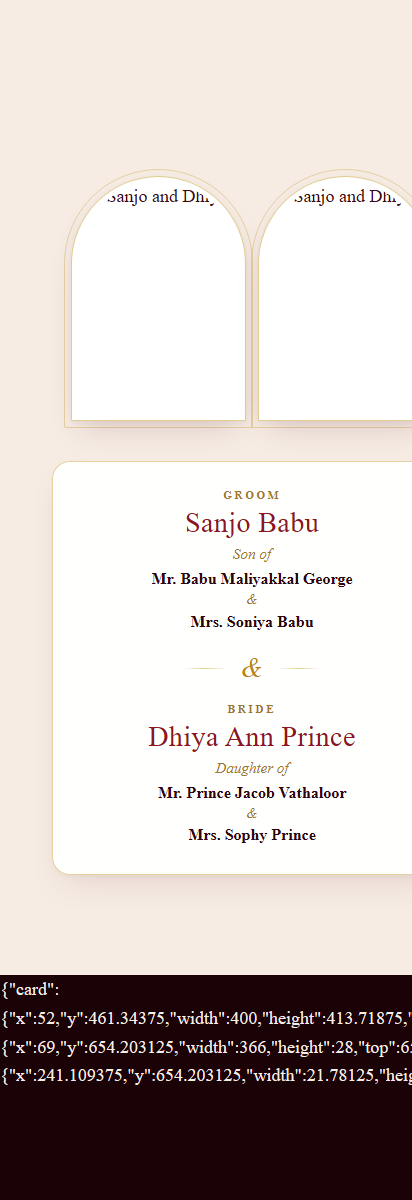 Sanjo and Dhiy Sanjo and Dhiy
GROOM
Sanjo Babu
Son of
Mr. Babu Maliyakkal George
&
Mrs. Soniya Babu
&
BRIDE
Dhiya Ann Prince
Daughter of
Mr. Prince Jacob Vathaloor
&
Mrs. Sophy Prince
{"card":
{"x":52,"y":461.34375,"width":400,"height":413.71875,"
{"x":69,"y":654.203125,"width":366,"height":28,"top":65
{"x":241.109375,"y":654.203125,"width":21.78125,"heig